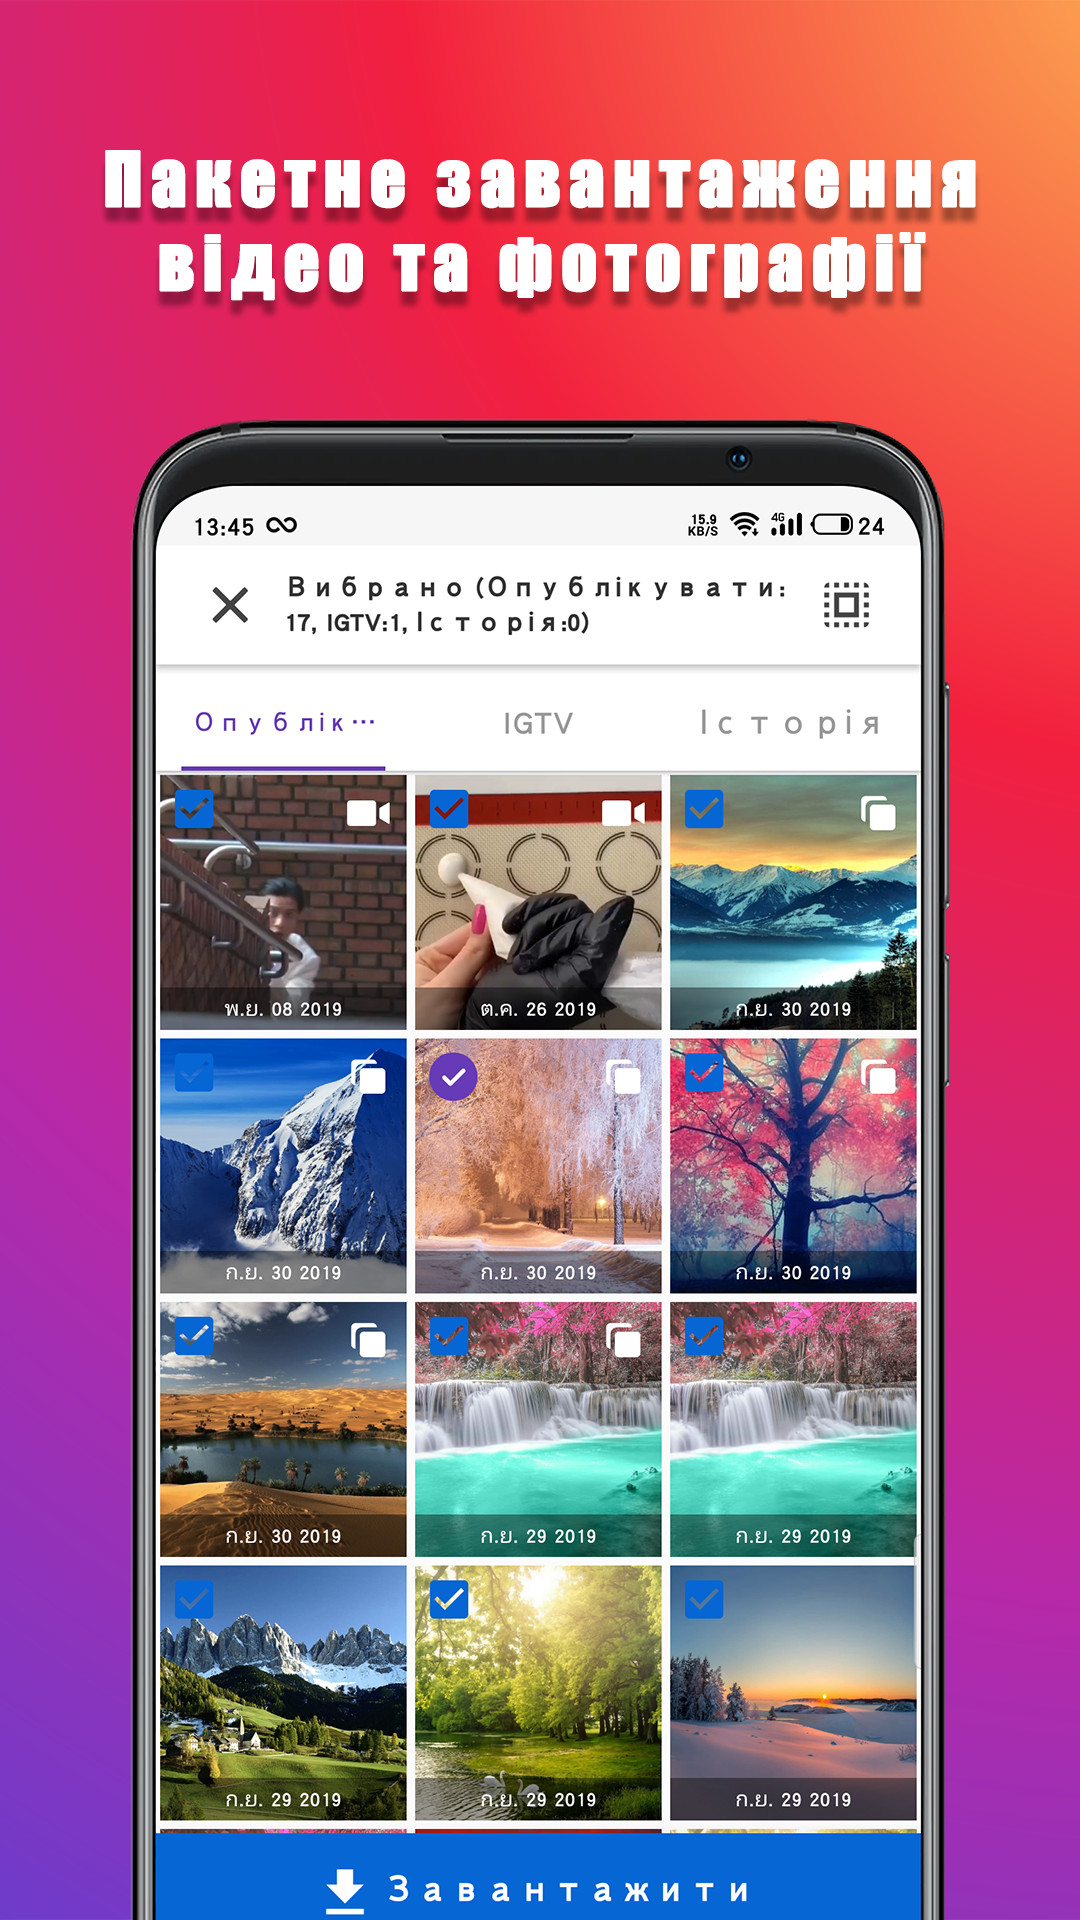 Пакетне завантаження
відео та фотографії
13:45
15.9
KB/S
4G
24
Вибрано (Опублікувати:
17, IGTV:1, Історія:0)
Опублік…
IGTV
Історія
พ.ย. 08 2019
ต.ค. 26 2019
ก.ย. 30 2019
ก.ย. 30 2019
ก.ย. 30 2019
ก.ย. 30 2019
ก.ย. 30 2019
ก.ย. 29 2019
ก.ย. 29 2019
ก.ย. 29 2019
ก.ย. 29 2019
ก.ย. 29 2019
Завантажити